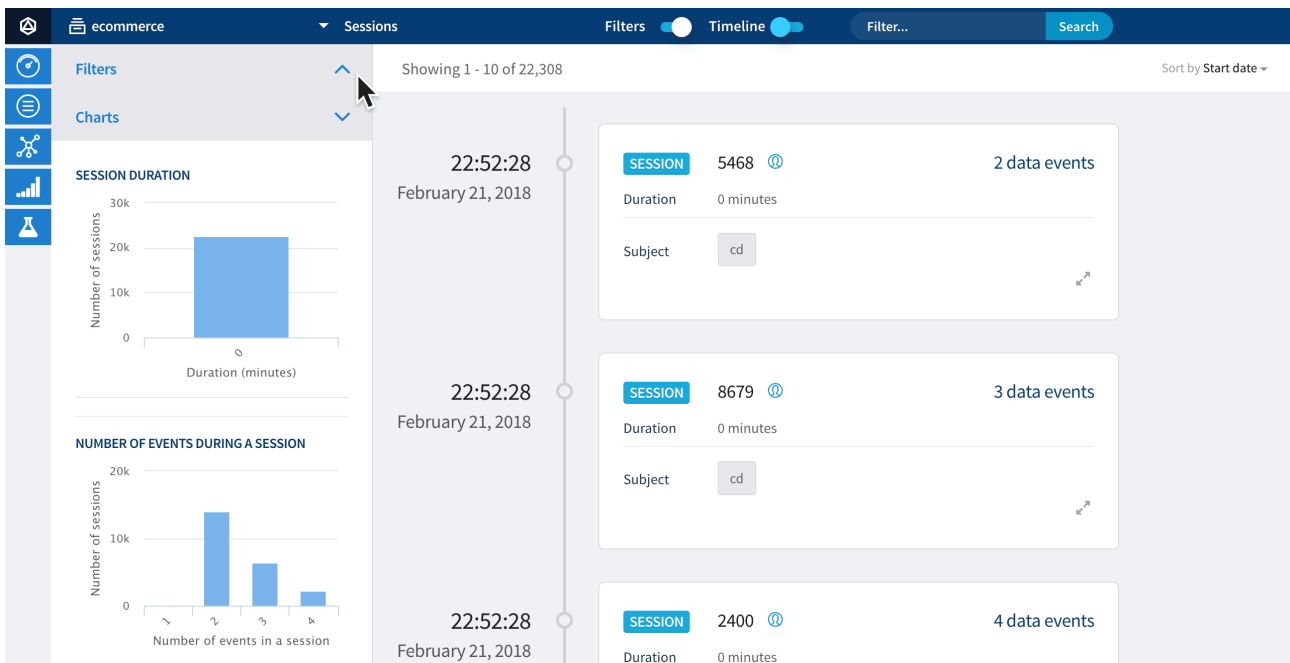 ecommerce
Sessions
Filters
Timeline
Filter...
Search
Filters
Charts
Showing 1 - 10 of 22,308
Sort by Start date
SESSION DURATION
30k
20k
10k
0
Number of sessions
0
Duration (minutes)
NUMBER OF EVENTS DURING A SESSION
20k
10k
0
Number of sessions
1 2 3 4
Number of events in a session
22:52:28
February 21, 2018
SESSION 5468 2 data events
Duration 0 minutes
Subject cd
22:52:28
February 21, 2018
SESSION 8679 3 data events
Duration 0 minutes
Subject cd
22:52:28
February 21, 2018
SESSION 2400 4 data events
Duration 0 minutes